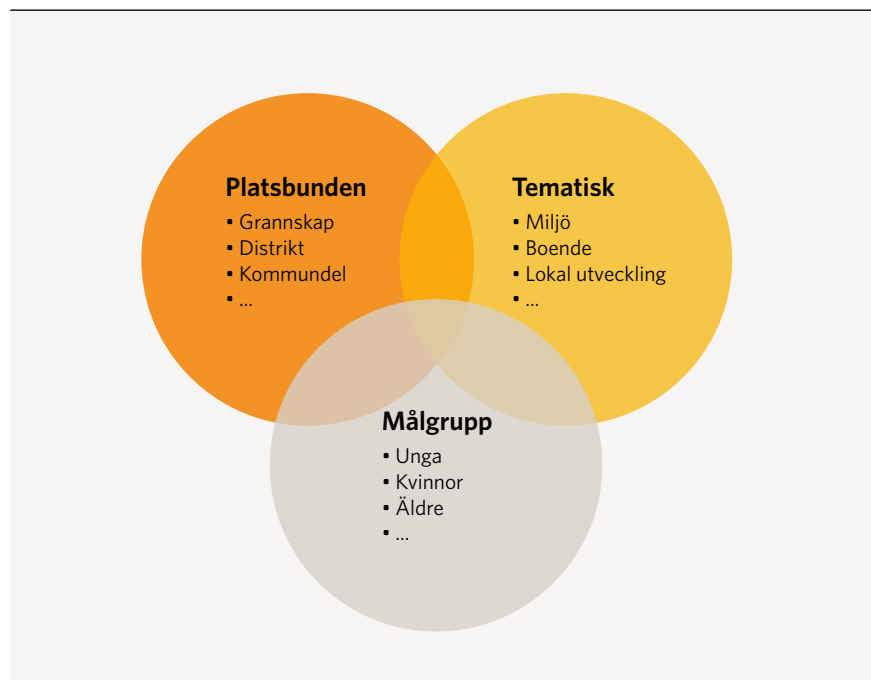 Platsbunden
• Grannskap
• Distrikt
• Kommundel
• ...
Tematisk
• Miljö
• Boende
• Lokal utveckling
• ...
Målgrupp
• Unga
• Kvinnor
• Äldre
• ...